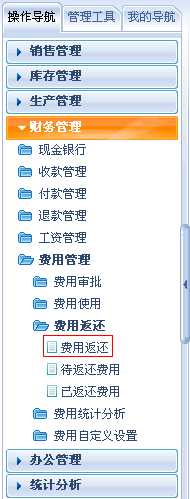 操作导航 管理工具 我的导航
销售管理
库存管理
生产管理
财务管理
现金银行
收款管理
付款管理
退款管理
工资管理
费用管理
费用审批
费用使用
费用返还
费用返还
待返还费用
已返还费用
费用统计分析
费用自定义设置
办公管理
统计分析